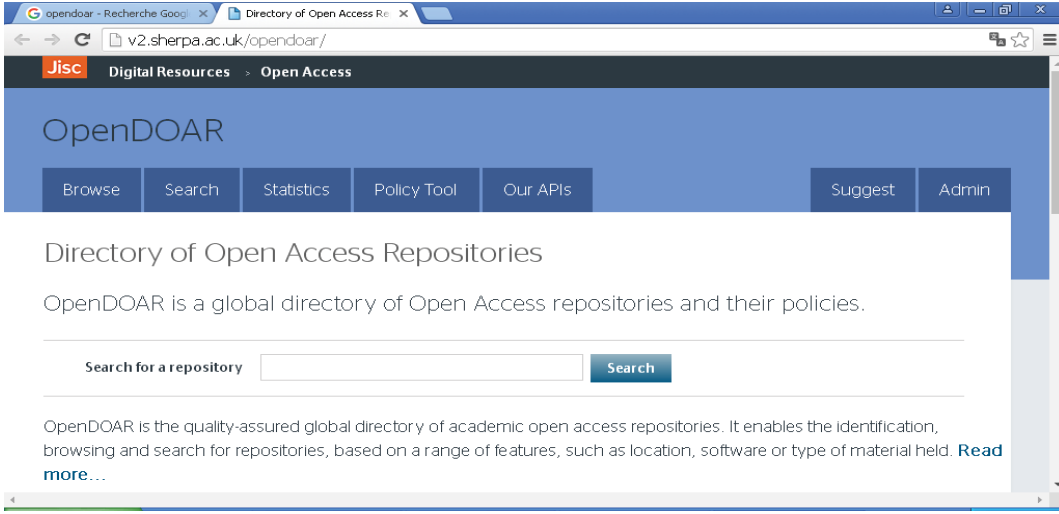 opendoar - Recherche Googl
Directory of Open Access Re
v2.sherpa.ac.uk/opendoar/
Jisc Digital Resources > Open Access
OpenDOAR
Browse Search Statistics Policy Tool Our APIs Suggest Admin
Directory of Open Access Repositories
OpenDOAR is a global directory of Open Access repositories and their policies.
Search for a repository Search
OpenDOAR is the quality-assured global directory of academic open access repositories. It enables the identification,
browsing and search for repositories, based on a range of features, such as location, software or type of material held. Read
more...